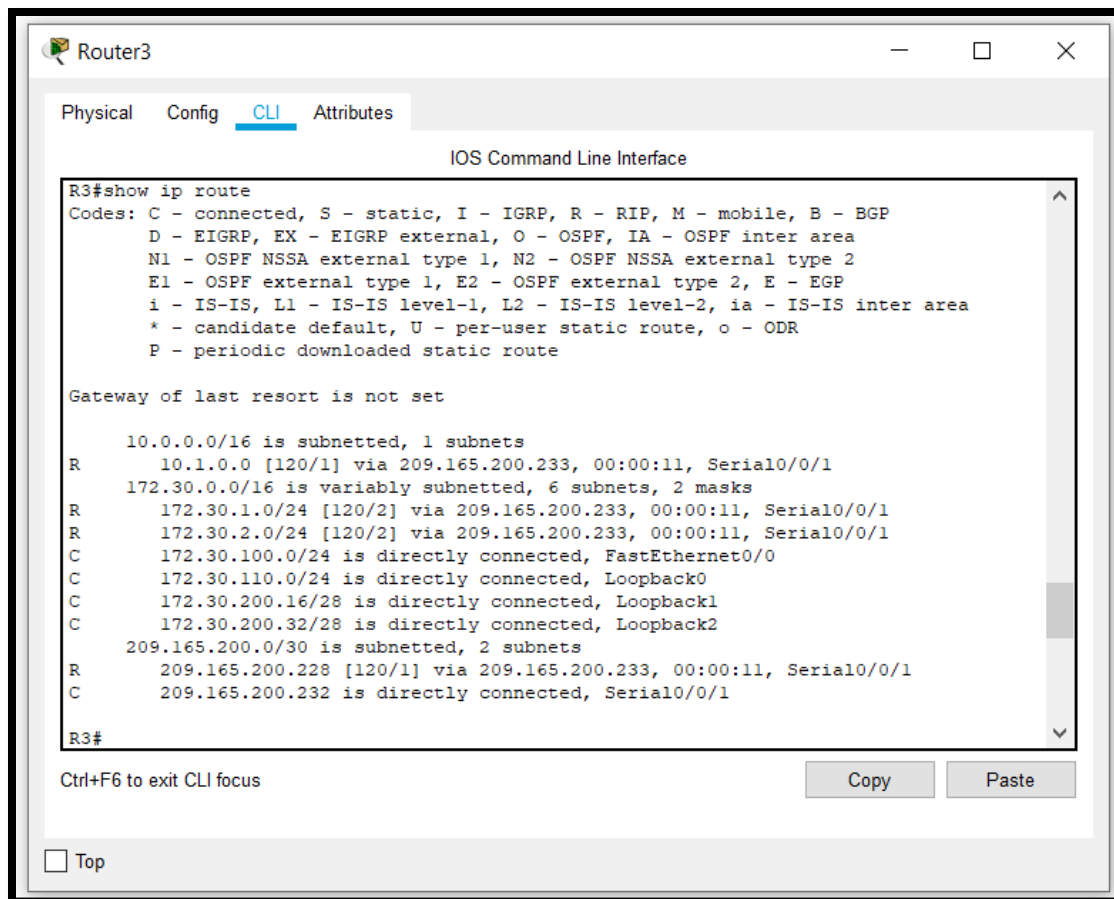 Router3
Physical Config CLI Attributes
IOS Command Line Interface
R3#show ip route
Codes: C - connected, S - static, I - IGRP, R - RIP, M - mobile, B - BGP
       D - EIGRP, EX - EIGRP external, O - OSPF, IA - OSPF inter area
       N1 - OSPF NSSA external type 1, N2 - OSPF NSSA external type 2
       E1 - OSPF external type 1, E2 - OSPF external type 2, E - EGP
       i - IS-IS, L1 - IS-IS level-1, L2 - IS-IS level-2, ia - IS-IS inter area
       * - candidate default, U - per-user static route, o - ODR
       P - periodic downloaded static route

Gateway of last resort is not set

     10.0.0.0/16 is subnetted, 1 subnets
R       10.1.0.0 [120/1] via 209.165.200.233, 00:00:11, Serial0/0/1
     172.30.0.0/16 is variably subnetted, 6 subnets, 2 masks
R       172.30.1.0/24 [120/2] via 209.165.200.233, 00:00:11, Serial0/0/1
R       172.30.2.0/24 [120/2] via 209.165.200.233, 00:00:11, Serial0/0/1
C       172.30.100.0/24 is directly connected, FastEthernet0/0
C       172.30.110.0/24 is directly connected, Loopback0
C       172.30.200.16/28 is directly connected, Loopback1
C       172.30.200.32/28 is directly connected, Loopback2
     209.165.200.0/30 is subnetted, 2 subnets
R       209.165.200.228 [120/1] via 209.165.200.233, 00:00:11, Serial0/0/1
C       209.165.200.232 is directly connected, Serial0/0/1

R3#
Ctrl+F6 to exit CLI focus Copy Paste
Top